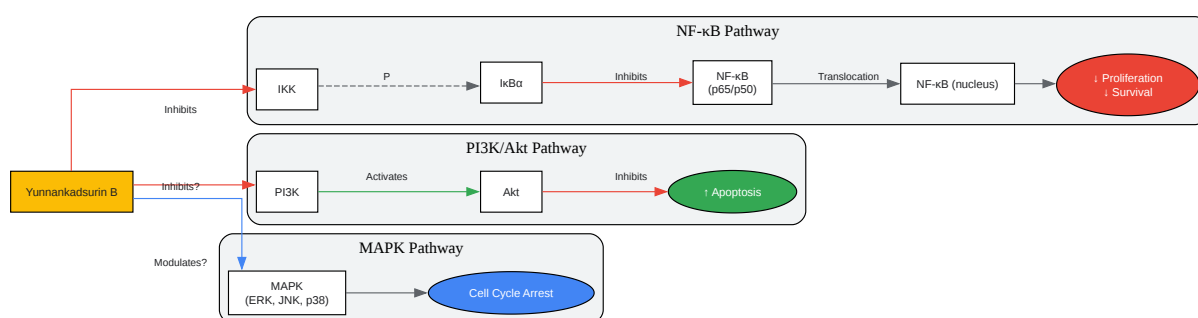 NF-κB Pathway
IKK
P
IκBα
Inhibits
NF-κB
(p65/p50)
Translocation
NF-κB (nucleus)
↓ Proliferation
↓ Survival
Inhibits
PI3K/Akt Pathway
Yunnankadsurin B
Inhibits?
PI3K
Activates
Akt
Inhibits
↑ Apoptosis
MAPK Pathway
Modulates?
MAPK
(ERK, JNK, p38)
Cell Cycle Arrest